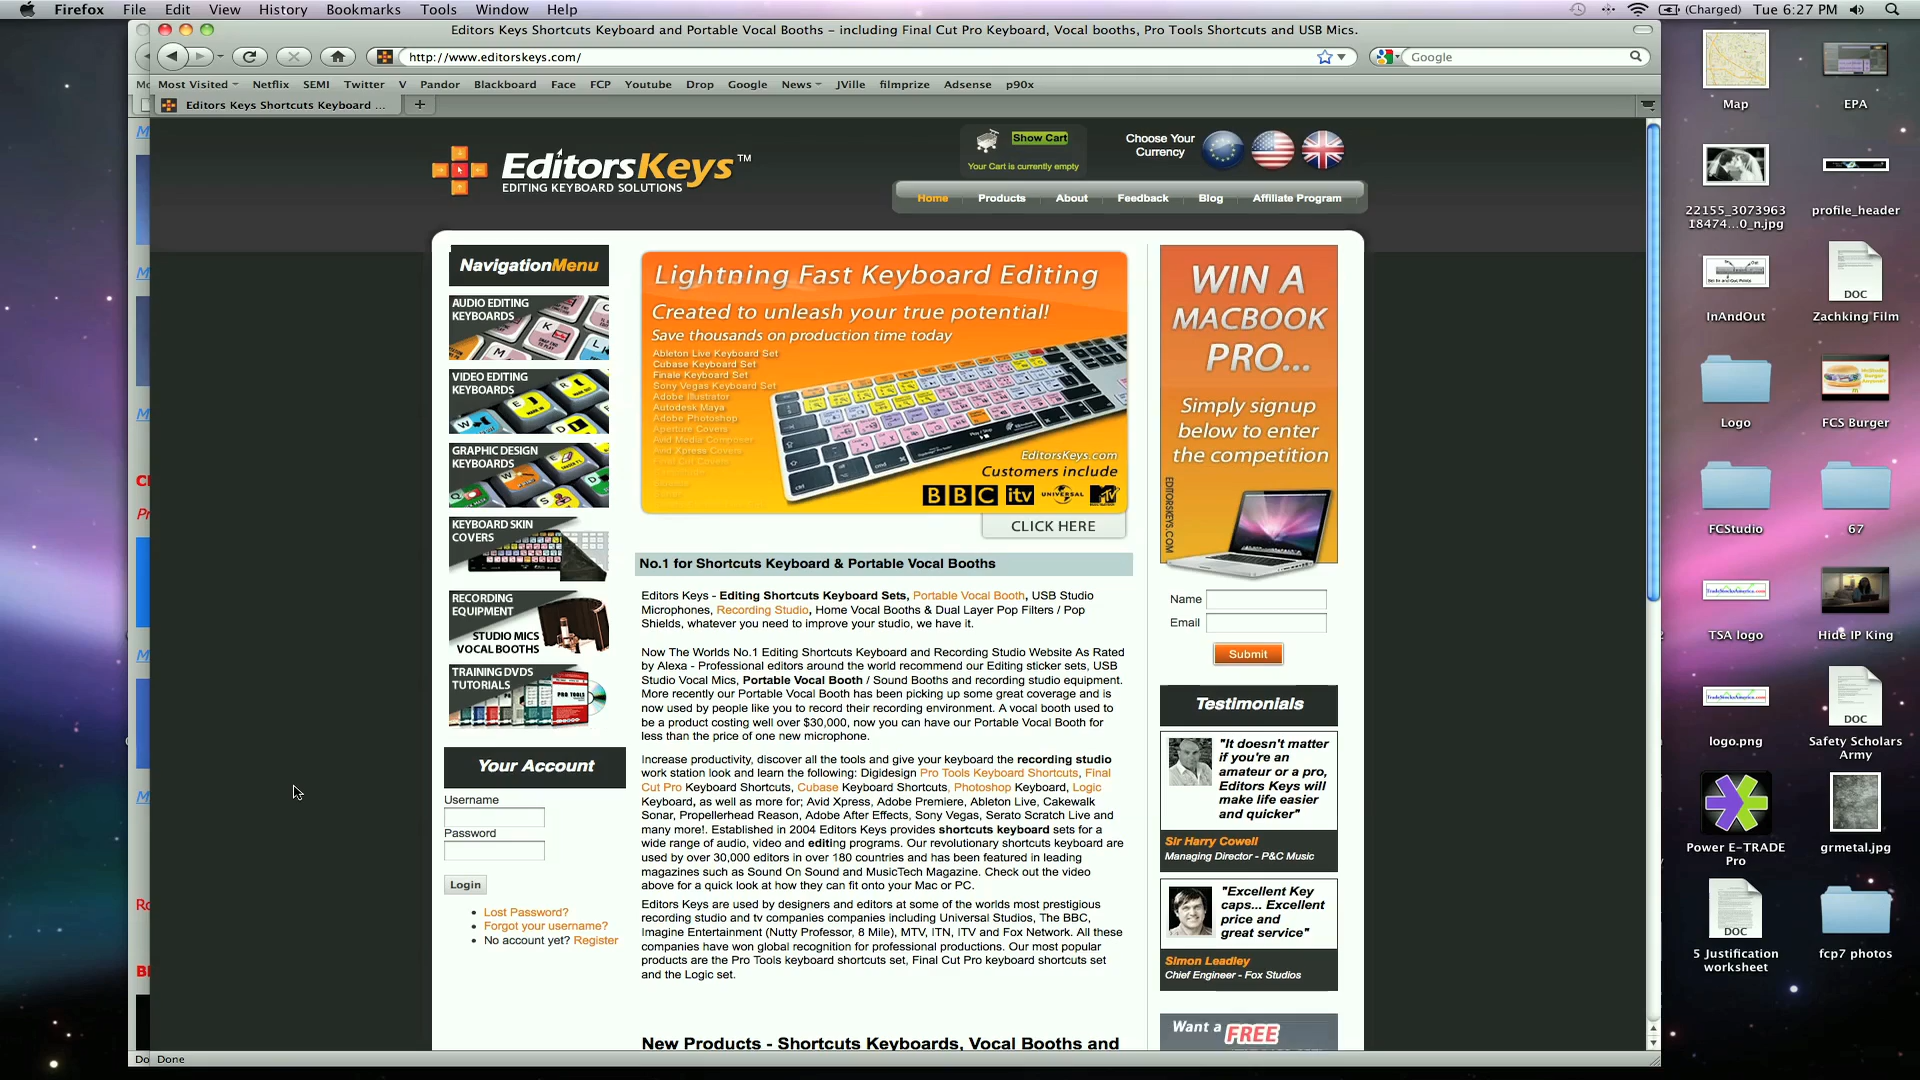 Firefox File Edit View History Bookmarks Tools Window Help
(Charged) Tue 6:27 PM
Editors Keys Shortcuts Keyboard and Portable Vocal Booths – including Final Cut Pro Keyboard, Vocal booths, Pro Tools Shortcuts and USB Mics.
http://www.editorskeys.com/
Google
Most Visited Netflix SEMI Twitter V Pandor Blackboard Face FCP Youtube Drop Google News JVille filmprize Adsense p90x
Editors Keys Shortcuts Keyboard ...
EditorsKeys™
EDITING KEYBOARD SOLUTIONS
Show Cart
Your Cart is currently empty
Choose Your
Currency
Home Products About Feedback Blog Affiliate Program
NavigationMenu
AUDIO EDITING
KEYBOARDS
VIDEO EDITING
KEYBOARDS
GRAPHIC DESIGN
KEYBOARDS
KEYBOARD SKIN
COVERS
RECORDING
EQUIPMENT
STUDIO MICS
VOCAL BOOTHS
TRAINING DVDS
TUTORIALS
Your Account
Username
Password
Login
Lost Password?
Forgot your username?
No account yet? Register
Lightning Fast Keyboard Editing
Created to unleash your true potential!
Save thousands on production time today
Ableton Live Keyboard Set
Cubase Keyboard Set
Finale Keyboard Set
Sony Vegas Keyboard Set
Adobe Illustrator
Autodesk Maya
Adobe Photoshop
Aperture Covers
Avid Media Composer
Avid Xpress Covers
Final Cut Covers
EditorsKeys.com
Customers include
BBC itv UNIVERSAL MTV
CLICK HERE
No.1 for Shortcuts Keyboard & Portable Vocal Booths
Editors Keys - Editing Shortcuts Keyboard Sets, Portable Vocal Booth, USB Studio
Microphones, Recording Studio, Home Vocal Booths & Dual Layer Pop Filters / Pop
Shields, whatever you need to improve your studio, we have it.
Now The Worlds No.1 Editing Shortcuts Keyboard and Recording Studio Website As Rated
by Alexa - Professional editors around the world recommend our Editing sticker sets, USB
Studio Vocal Mics, Portable Vocal Booth / Sound Booths and recording studio equipment.
More recently our Portable Vocal Booth has been picking up some great coverage and is
now used by people like you to record their recording environment. A vocal booth used to
be a product costing well over $30,000, now you can have our Portable Vocal Booth for
less than the price of one new microphone.
Increase productivity, discover all the tools and give your keyboard the recording studio
work station look and learn the following: Digidesign Pro Tools Keyboard Shortcuts, Final
Cut Pro Keyboard Shortcuts, Cubase Keyboard Shortcuts, Photoshop Keyboard, Logic
Keyboard, as well as more for; Avid Xpress, Adobe Premiere, Ableton Live, Cakewalk
Sonar, Propellerhead Reason, Adobe After Effects, Sony Vegas, Serato Scratch Live and
many more!. Established in 2004 Editors Keys provides shortcuts keyboard sets for a
wide range of audio, video and editing programs. Our revolutionary shortcuts keyboard are
used by over 30,000 editors in over 180 countries and has been featured in leading
magazines such as Sound On Sound and MusicTech Magazine. Check out the video
above for a quick look at how they can fit onto your Mac or PC.
Editors Keys are used by designers and editors at some of the worlds most prestigious
recording studio and tv companies companies including Universal Studios, The BBC,
Imagine Entertainment (Nutty Professor, 8 Mile), MTV, ITN, ITV and Fox Network. All these
companies have won global recognition for professional productions. Our most popular
products are the Pro Tools keyboard shortcuts set, Final Cut Pro keyboard shortcuts set
and the Logic set.
New Products - Shortcuts Keyboards, Vocal Booths and
WIN A
MACBOOK
PRO...
Simply signup
below to enter
the competition
EDITORSKEYS.COM
Name
Email
Submit
Testimonials
"It doesn't matter
if you're an
amateur or a pro,
Editors Keys will
make life easier
and quicker"
Sir Harry Cowell
Managing Director - P&C Music
"Excellent Key
caps... Excellent
price and
great service"
Simon Leadley
Chief Engineer - Fox Studios
Want a FREE
Done
Map
EPA
22155_3073963
18474...0_n.jpg
profile_header
InAndOut
DOC
Zachking Film
Logo
FCS Burger
FCStudio
67
TSA logo
Hide IP King
logo.png
DOC
Safety Scholars
Army
Power E-TRADE
Pro
grmetal.jpg
DOC
5 Justification
worksheet
fcp7 photos